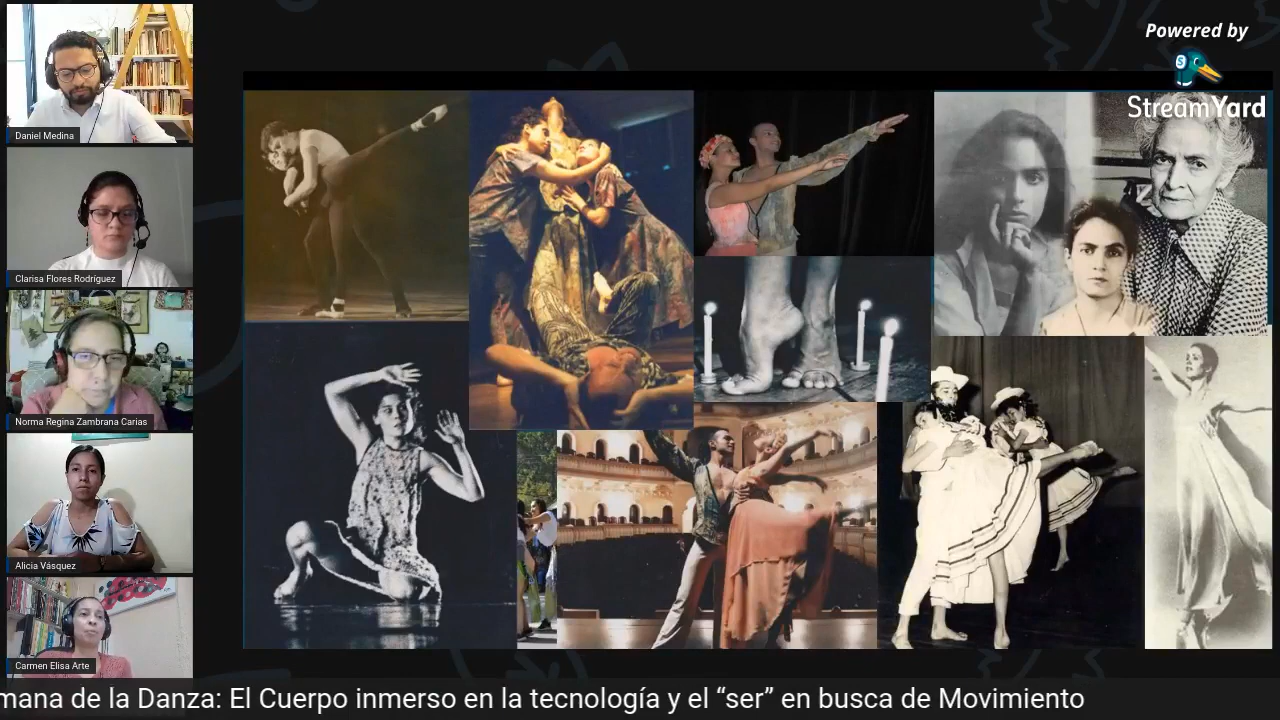 Powered by
StreamYard
Daniel Medina
Clarisa Flores Rodríguez
Norma Regina Zambrana Carias
Alicia Vásquez
Carmen Elisa Arte
mana de la Danza: El Cuerpo inmerso en la tecnología y el “ser” en busca de Movimiento